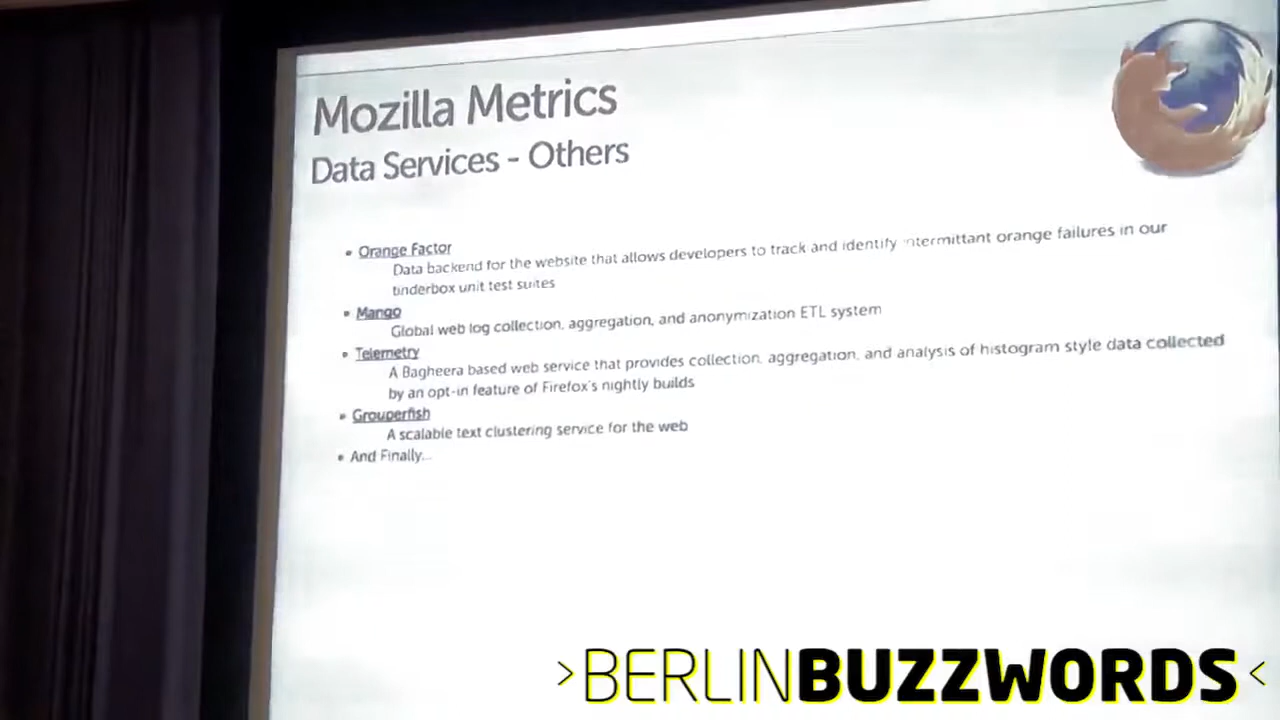 Mozilla Metrics
Data Services - Others
• Orange Factor
Data backend for the website that allows developers to track and identify intermittant orange failures in our
tinderbox unit test suites
• Mango
Global web log collection, aggregation, and anonymization ETL system
• Telemetry
A Bagheera based web service that provides collection, aggregation, and analysis of histogram style data collected
by an opt-in feature of Firefox's nightly builds
• Grouperfish
A scalable text clustering service for the web
• And Finally...
>BERLINBUZZWORDS<